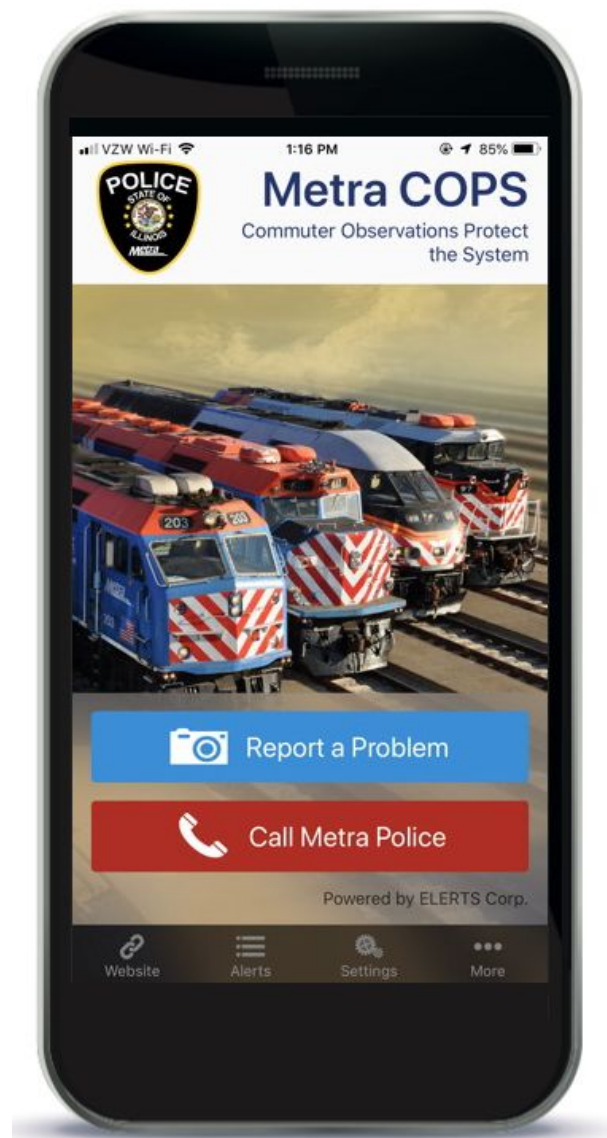 VZW Wi-Fi
1:16 PM
85%
POLICE
STATE OF
ILLINOIS
Metra
Metra COPS
Commuter Observations Protect
the System
203
203
Metra
Report a Problem
Call Metra Police
Powered by ELERTS Corp.
Website
Alerts
Settings
More